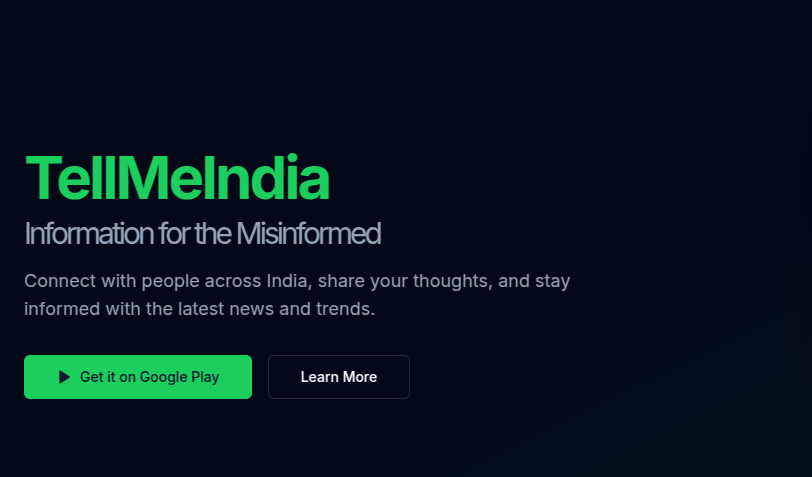 TellMeIndia
Information for the Misinformed
Connect with people across India, share your thoughts, and stay
informed with the latest news and trends.
Get it on Google Play
Learn More